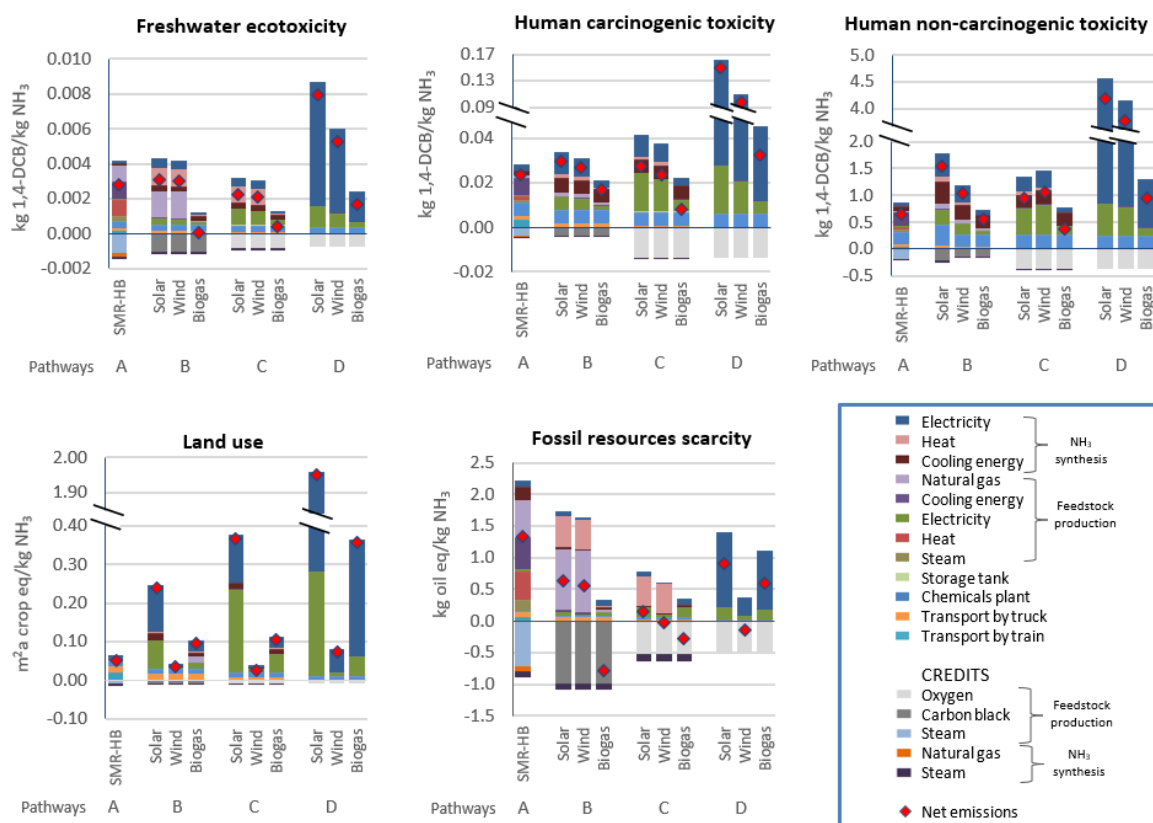 Freshwater ecotoxicity
kg 1,4-DCB/kg NH₃
0.010
0.008
0.006
0.004
0.002
0.000
-0.002
SMR-HB
Solar
Wind
Biogas
Solar
Wind
Biogas
Solar
Wind
Biogas
Pathways A B C D
Human carcinogenic toxicity
kg 1,4-DCB/kg NH₃
0.17
0.13
0.09
0.04
0.02
0.00
-0.02
SMR-HB
Solar
Wind
Biogas
Solar
Wind
Biogas
Solar
Wind
Biogas
Pathways A B C D
Human non-carcinogenic toxicity
kg 1,4-DCB/kg NH₃
5.0
4.0
2.0
1.5
1.0
0.5
0.0
-0.5
SMR-HB
Solar
Wind
Biogas
Solar
Wind
Biogas
Solar
Wind
Biogas
Pathways A B C D
Land use
m²a crop eq/kg NH₃
2.00
1.90
0.40
0.30
0.20
0.10
0.00
-0.10
SMR-HB
Solar
Wind
Biogas
Solar
Wind
Biogas
Solar
Wind
Biogas
Pathways A B C D
Fossil resources scarcity
kg oil eq/kg NH₃
2.5
2.0
1.5
1.0
0.5
0.0
-0.5
-1.0
-1.5
SMR-HB
Solar
Wind
Biogas
Solar
Wind
Biogas
Solar
Wind
Biogas
Pathways A B C D
Electricity
Heat
Cooling energy
NH₃
synthesis
Natural gas
Cooling energy
Electricity
Heat
Steam
Feedstock
production
Storage tank
Chemicals plant
Transport by truck
Transport by train
CREDITS
Oxygen
Carbon black
Steam
Feedstock
production
Natural gas
Steam
NH₃
synthesis
Net emissions